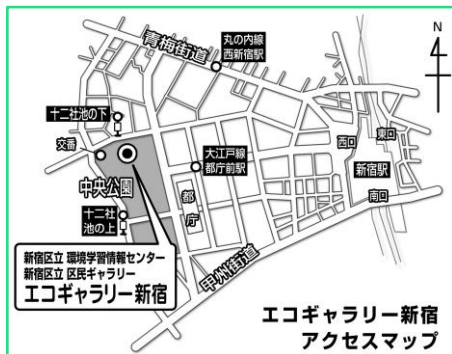 N
青梅街道
丸の内線
西新宿駅
十二社池の下
交番
中央公園
大江戸線
都庁前駅
都庁
西口
東口
新宿駅
南口
十二社
池の上
甲州街道
新宿区立 環境学習情報センター
新宿区立 区民ギャラリー
エコギャラリー新宿
エコギャラリー新宿
アクセスマップ